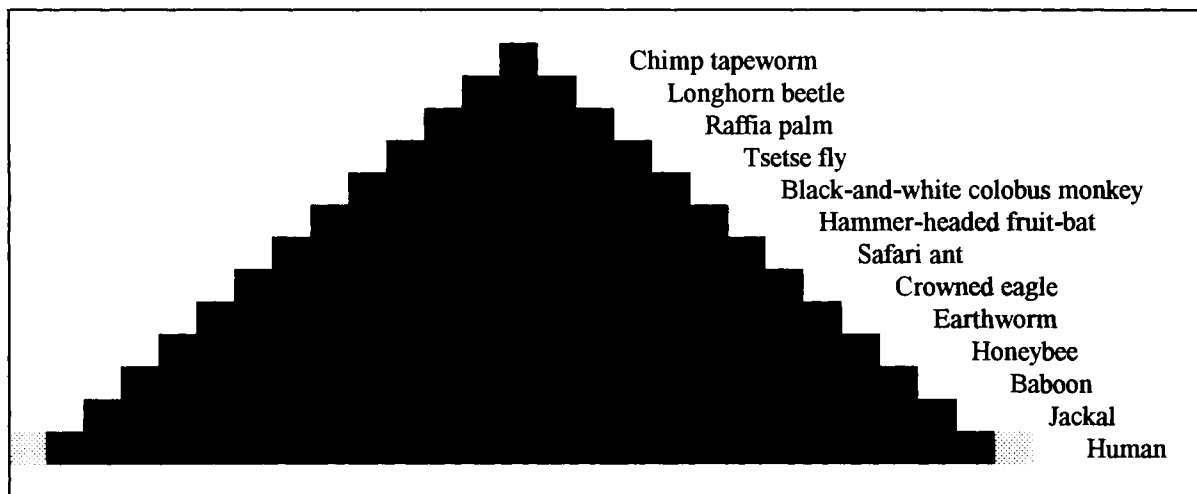 Chimp tapeworm
Longhorn beetle
Raffia palm
Tsetse fly
Black-and-white colobus monkey
Hammer-headed fruit-bat
Safari ant
Crowned eagle
Earthworm
Honeybee
Baboon
Jackal
Human